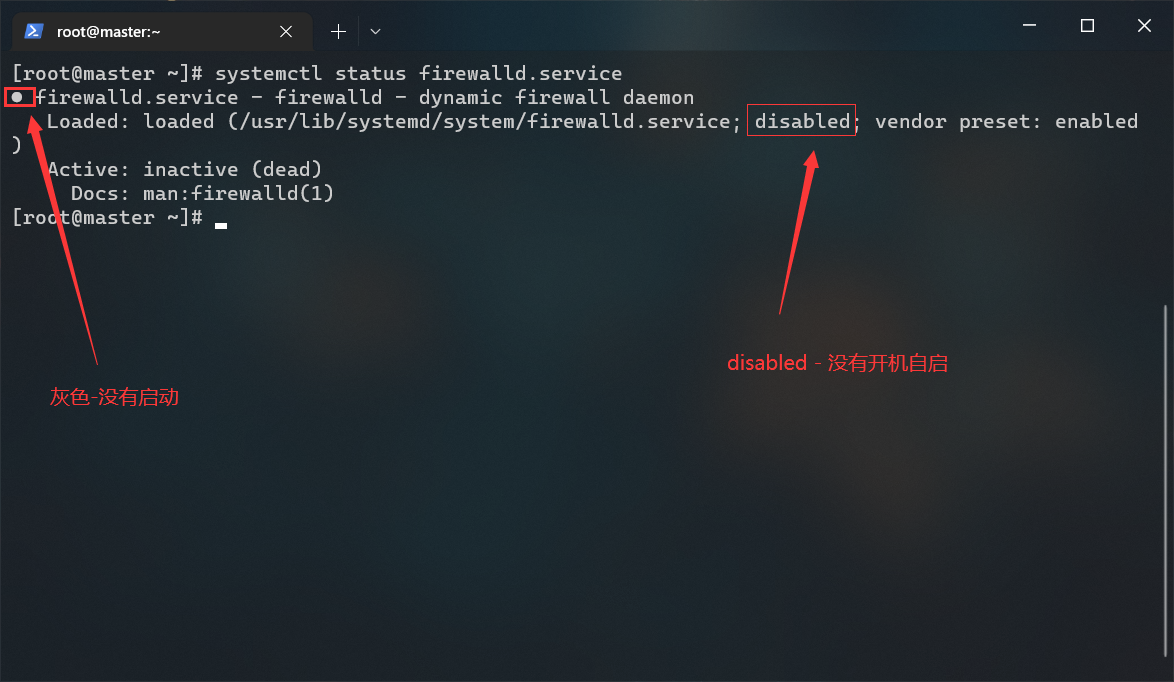 root@master:~
[root@master ~]# systemctl status firewalld.service
● firewalld.service - firewalld - dynamic firewall daemon
Loaded: loaded (/usr/lib/systemd/system/firewalld.service; disabled; vendor preset: enabled
)
Active: inactive (dead)
Docs: man:firewalld(1)
[root@master ~]#
disabled - 没有开机自启
灰色-没有启动